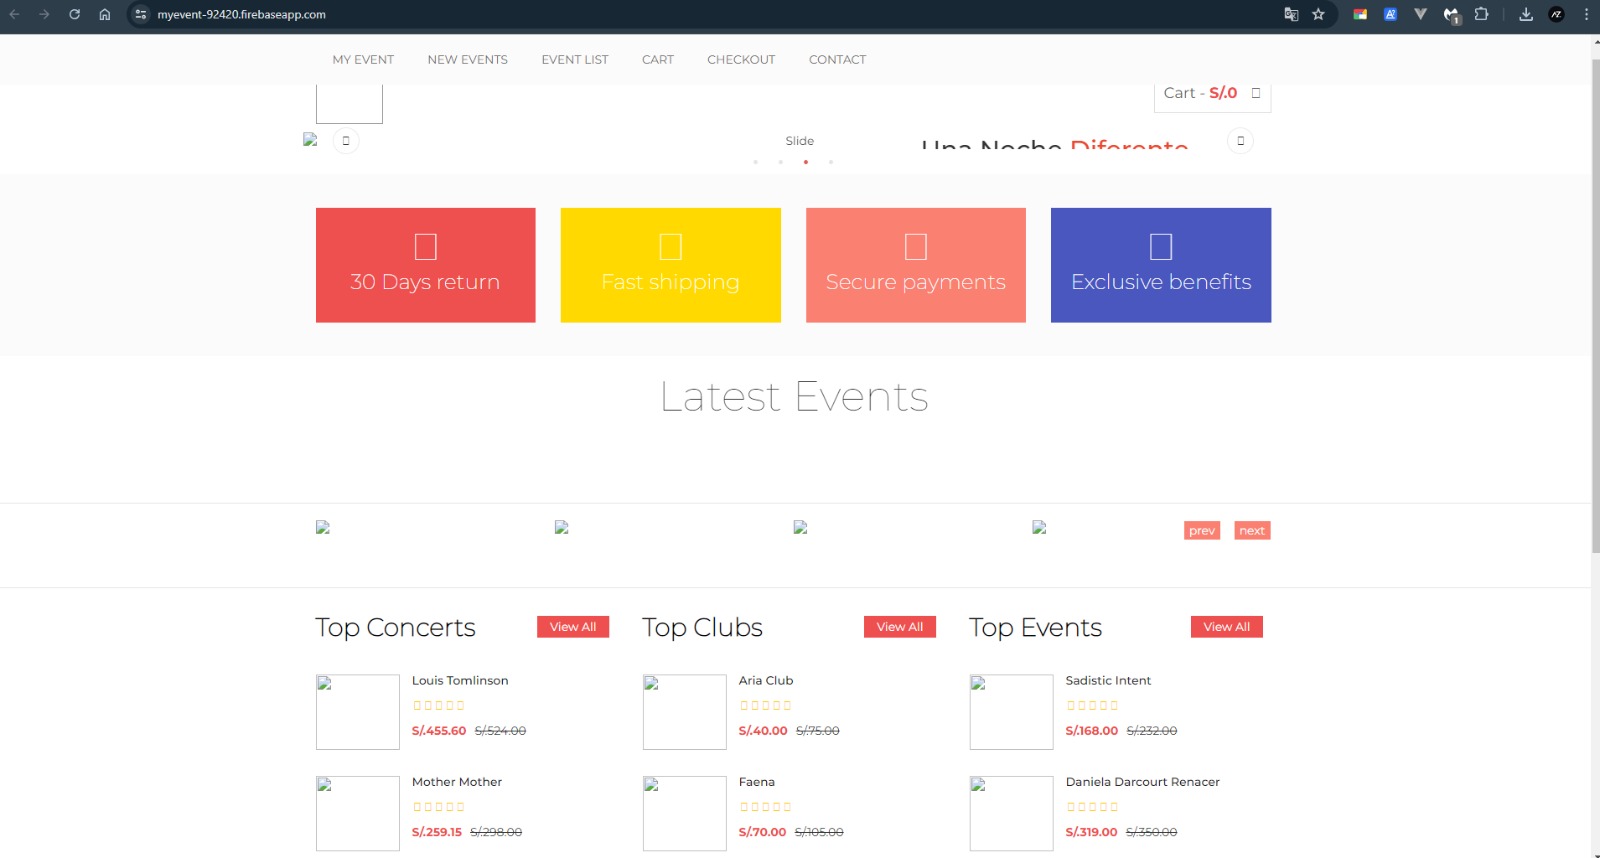 myevent-92420.firebaseapp.com
1
MY EVENT NEW EVENTS EVENT LIST CART CHECKOUT CONTACT
Cart - S/.0
Slide
Una Noche Diferente
30 Days return
Fast shipping
Secure payments
Exclusive benefits
Latest Events
prev next
Top Concerts View All
Louis Tomlinson
S/.455.60 S/.524.00
Mother Mother
S/.259.15 S/.298.00
Top Clubs View All
Aria Club
S/.40.00 S/.75.00
Faena
S/.70.00 S/.105.00
Top Events View All
Sadistic Intent
S/.168.00 S/.232.00
Daniela Darcourt Renacer
S/.319.00 S/.350.00